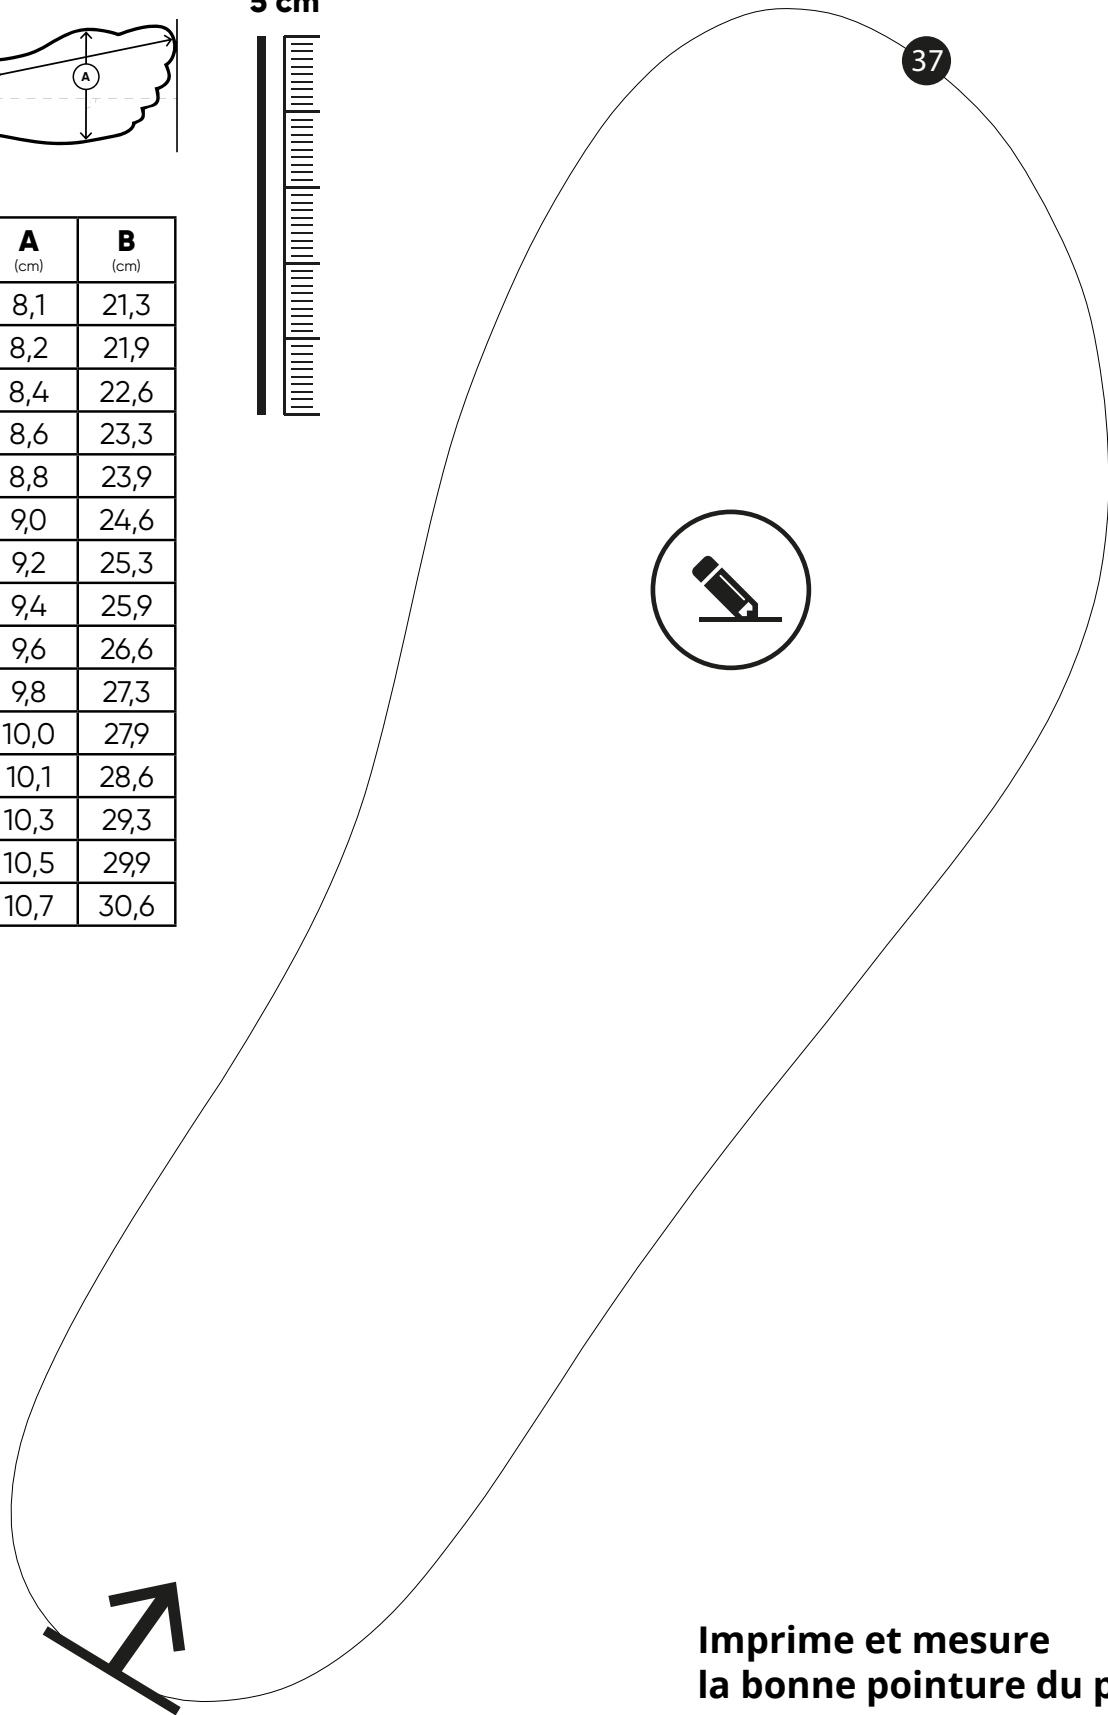 5 cm
37
A
A B
(cm) (cm)
8,1 21,3
8,2 21,9
8,4 22,6
8,6 23,3
8,8 23,9
9,0 24,6
9,2 25,3
9,4 25,9
9,6 26,6
9,8 27,3
10,0 27,9
10,1 28,6
10,3 29,3
10,5 29,9
10,7 30,6
Imprime et mesure
la bonne pointure du